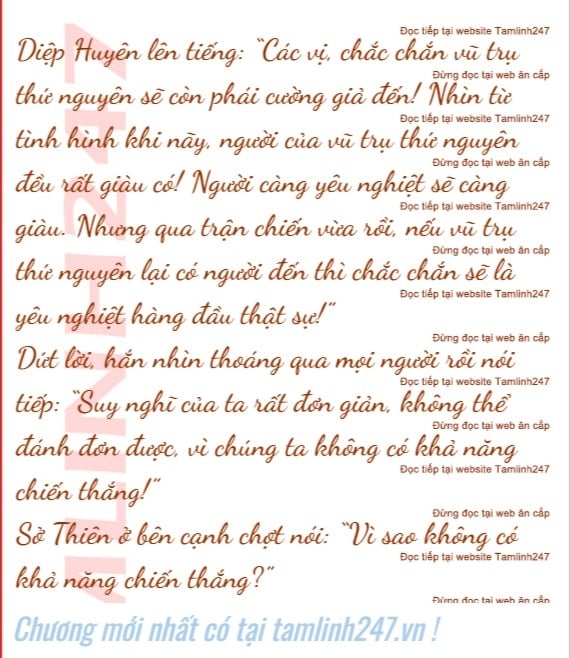 Đọc tiếp tại website Tamlinh247
Diệp Huyên lên tiếng: “Các vị, chắc chắn vũ trụ
Đừng đọc tại web ăn cắp
thứ nguyên sẽ còn phái cường giả đến! Nhìn từ
Đọc tiếp tại website Tamlinh247
tình hình khi nãy, người của vũ trụ thứ nguyên
Đừng đọc tại web ăn cắp
đều rất giàu có! Người càng yêu nghiệt sẽ càng
Đọc tiếp tại website Tamlinh247
giàu. Nhưng qua trận chiến vừa rồi, nếu vũ trụ
Đừng đọc tại web ăn cắp
thứ nguyên lại có người đến thì chắc chắn sẽ là
Đọc tiếp tại website Tamlinh247
yêu nghiệt hàng đầu thật sự!”
Đừng đọc tại web ăn cắp
Dứt lời, hắn nhìn thoáng qua mọi người rồi nói
Đọc tiếp tại website Tamlinh247
tiếp: “Suy nghĩ của ta rất đơn giản, không thể
Đừng đọc tại web ăn cắp
đánh đơn được, vì chúng ta không có khả năng
Đọc tiếp tại website Tamlinh247
chiến thắng!”
Đừng đọc tại web ăn cắp
Sở Thiên ở bên cạnh chợt nói: “Vì sao không có
Đọc tiếp tại website Tamlinh247
khả năng chiến thắng?”
Đừng đọc tại web ăn cắp
Chương mới nhất có tại tamlinh247.vn !
ALINH247